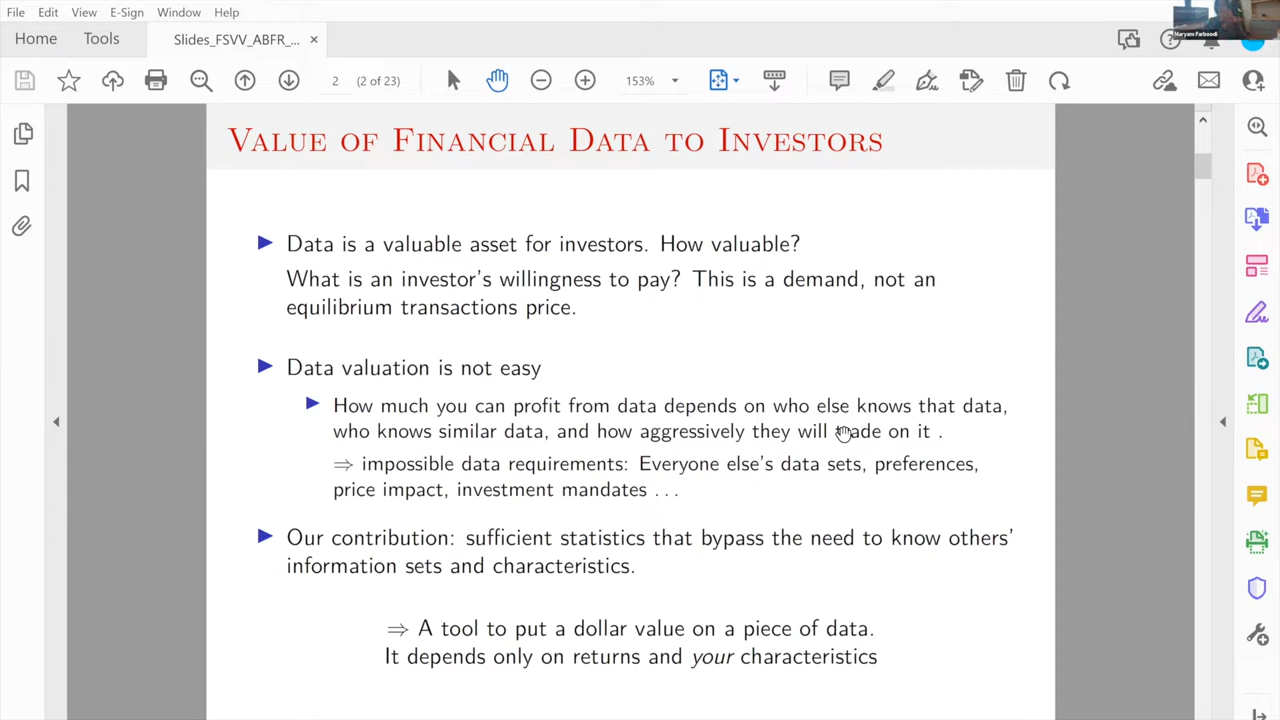 File Edit View E-Sign Window Help
Maryam Farboodi
Home Tools Slides_FSVV_ABFR_... ×
2 (2 of 23) 153%
VALUE OF FINANCIAL DATA TO INVESTORS
Data is a valuable asset for investors. How valuable?
What is an investor's willingness to pay? This is a demand, not an
equilibrium transactions price.
Data valuation is not easy
How much you can profit from data depends on who else knows that data,
who knows similar data, and how aggressively they will trade on it .
⇒ impossible data requirements: Everyone else's data sets, preferences,
price impact, investment mandates . . .
Our contribution: sufficient statistics that bypass the need to know others'
information sets and characteristics.
⇒ A tool to put a dollar value on a piece of data.
It depends only on returns and your characteristics